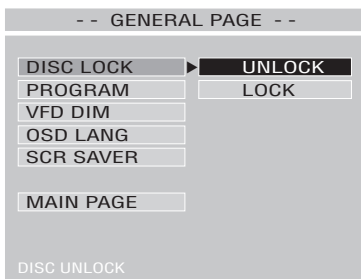 - - GENERAL PAGE - -
DISC LOCK UNLOCK
PROGRAM LOCK
VFD DIM
OSD LANG
SCR SAVER
MAIN PAGE
DISC UNLOCK